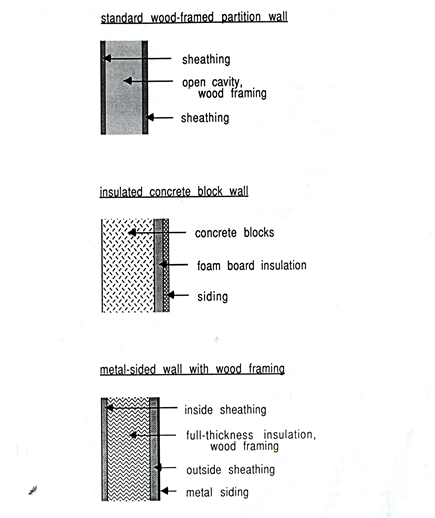 standard wood-framed partition wall
sheathing
open cavity,
wood framing
sheathing
insulated concrete block wall
concrete blocks
foam board insulation
siding
metal-sided wall with wood framing
inside sheathing
full-thickness insulation,
wood framing
outside sheathing
metal siding